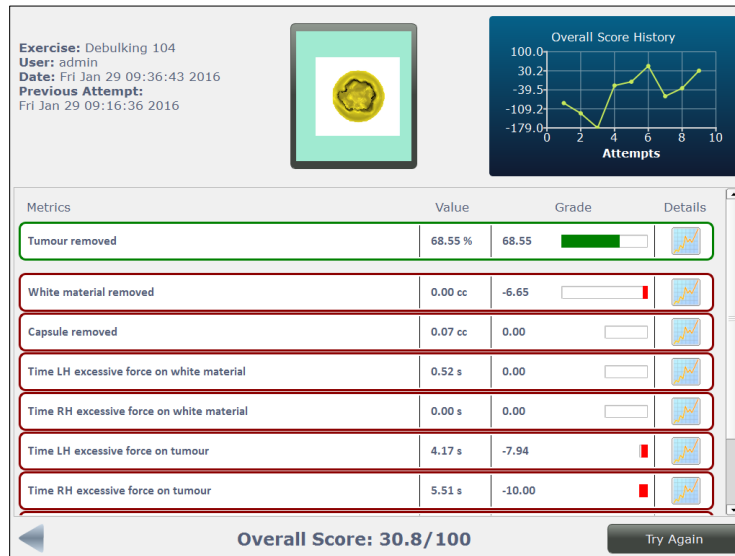 Exercise: Debulking 104
User: admin
Date: Fri Jan 29 09:36:43 2016
Previous Attempt:
Fri Jan 29 09:16:36 2016
Overall Score History
100.0
30.2
-39.5
-109.2
-179.0
0 2 4 6 8 10
Attempts
Metrics Value Grade Details
Tumour removed 68.55 % 68.55
White material removed 0.00 cc -6.65
Capsule removed 0.07 cc 0.00
Time LH excessive force on white material 0.52 s 0.00
Time RH excessive force on white material 0.00 s 0.00
Time LH excessive force on tumour 4.17 s -7.94
Time RH excessive force on tumour 5.51 s -10.00
Overall Score: 30.8/100
Try Again